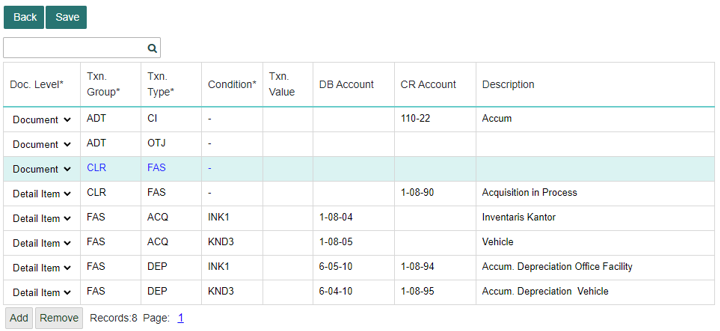 Back Save
Doc. Level* Txn. Group* Txn. Type* Condition* Txn. Value DB Account CR Account Description
Document ADT CI - 110-22 Accum
Document ADT OTJ -
Document CLR FAS -
Detail Item CLR FAS - 1-08-90 Acquisition in Process
Detail Item FAS ACQ INK1 1-08-04 Inventaris Kantor
Detail Item FAS ACQ KND3 1-08-05 Vehicle
Detail Item FAS DEP INK1 6-05-10 1-08-94 Accum. Depreciation Office Facility
Detail Item FAS DEP KND3 6-04-10 1-08-95 Accum. Depreciation Vehicle
Add Remove Records:8 Page: 1